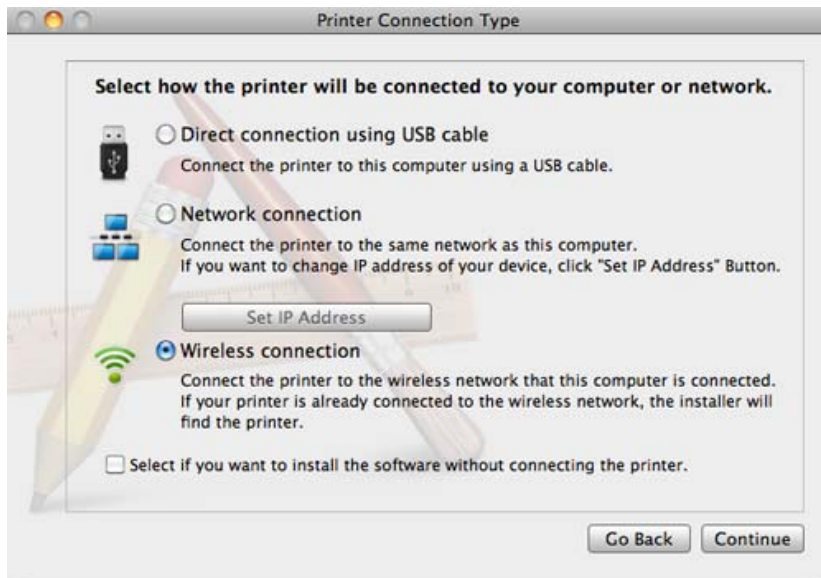 Printer Connection Type
Select how the printer will be connected to your computer or network.
Direct connection using USB cable
Connect the printer to this computer using a USB cable.
Network connection
Connect the printer to the same network as this computer.
If you want to change IP address of your device, click "Set IP Address" Button.
Set IP Address
Wireless connection
Connect the printer to the wireless network that this computer is connected.
If your printer is already connected to the wireless network, the installer will
find the printer.
Select if you want to install the software without connecting the printer.
Go Back Continue